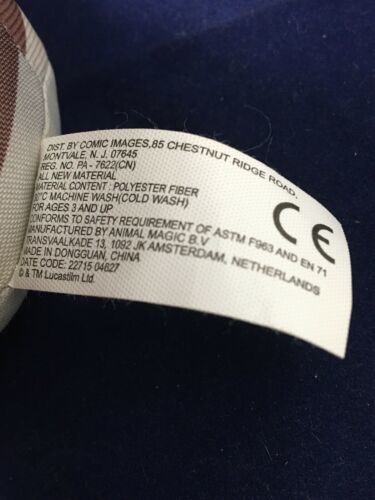 DIST. BY COMIC IMAGES,85 CHESTNUT RIDGE ROAD,
MONTVALE, N. J. 07645
REG. NO. PA - 7622(CN)
ALL NEW MATERIAL
MATERIAL CONTENT : POLYESTER FIBER
30°C MACHINE WASH(COLD WASH)
FOR AGES 3 AND UP
CONFORMS TO SAFETY REQUIREMENT OF ASTM F963 AND EN 71
MANUFACTURED BY ANIMAL MAGIC B.V
TRANSVAALKADE 13, 1092 JK AMSTERDAM, NETHERLANDS
MADE IN DONGGUAN, CHINA
DATE CODE: 22715 04627
© & TM Lucasfilm Ltd.
CE